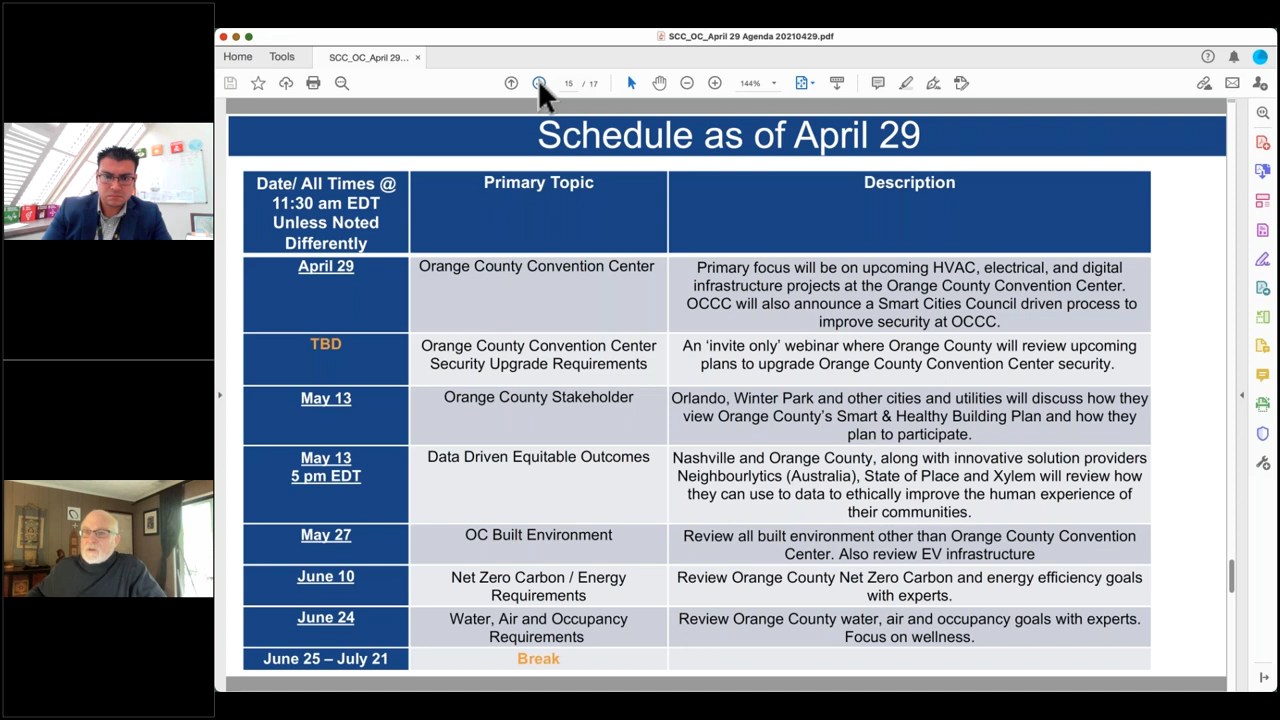 SCC_OC_April 29 Agenda 20210429.pdf
Home
Tools
SCC_OC_April 29...
×
15 / 17
144%
Schedule as of April 29
Date/ All Times @
11:30 am EDT
Unless Noted
Differently
Primary Topic
Description
April 29
Orange County Convention Center
Primary focus will be on upcoming HVAC, electrical, and digital
infrastructure projects at the Orange County Convention Center.
OCCC will also announce a Smart Cities Council driven process to
improve security at OCCC.
TBD
Orange County Convention Center
Security Upgrade Requirements
An ‘invite only’ webinar where Orange County will review upcoming
plans to upgrade Orange County Convention Center security.
May 13
Orange County Stakeholder
Orlando, Winter Park and other cities and utilities will discuss how they
view Orange County’s Smart & Healthy Building Plan and how they
plan to participate.
May 13
5 pm EDT
Data Driven Equitable Outcomes
Nashville and Orange County, along with innovative solution providers
Neighbourlytics (Australia), State of Place and Xylem will review how
they can use to data to ethically improve the human experience of
their communities.
May 27
OC Built Environment
Review all built environment other than Orange County Convention
Center. Also review EV infrastructure
June 10
Net Zero Carbon / Energy
Requirements
Review Orange County Net Zero Carbon and energy efficiency goals
with experts.
June 24
Water, Air and Occupancy
Requirements
Review Orange County water, air and occupancy goals with experts.
Focus on wellness.
June 25 – July 21
Break